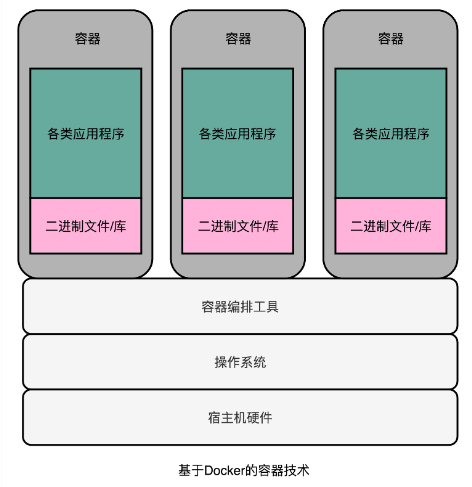 容器
容器
容器
各类应用程序
各类应用程序
各类应用程序
二进制文件/库
二进制文件/库
二进制文件/库
容器编排工具
操作系统
宿主机硬件
基于Docker的容器技术